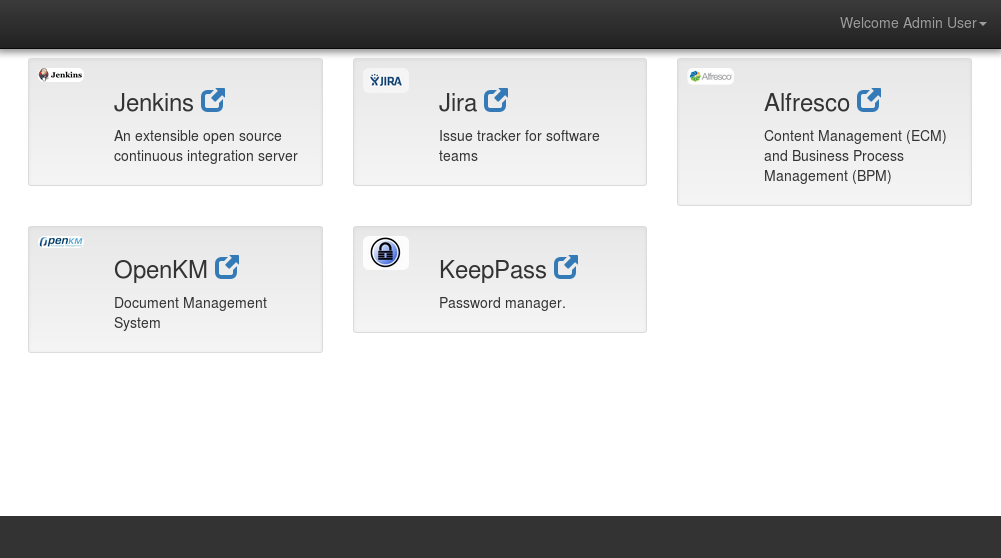 Welcome Admin User
Jenkins
Jenkins
An extensible open source
continuous integration server
JIRA
Jira
Issue tracker for software
teams
Alfresco
Alfresco
Content Management (ECM)
and Business Process
Management (BPM)
OpenKM
OpenKM
Document Management
System
KeepPass
Password manager.